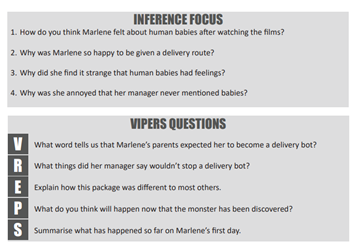 INFERENCE FOCUS
1. How do you think Marlene felt about human babies after watching the films?
2. Why was Marlene so happy to be given a delivery route?
3. Why did she find it strange that human babies had feelings?
4. Why was she annoyed that her manager never mentioned babies?
VIPERS QUESTIONS
V What word tells us that Marlene's parents expected her to become a delivery bot?
R What things did her manager say wouldn't stop a delivery bot?
E Explain how this package was different to most others.
P What do you think will happen now that the monster has been discovered?
S Summarise what has happened so far on Marlene's first day.